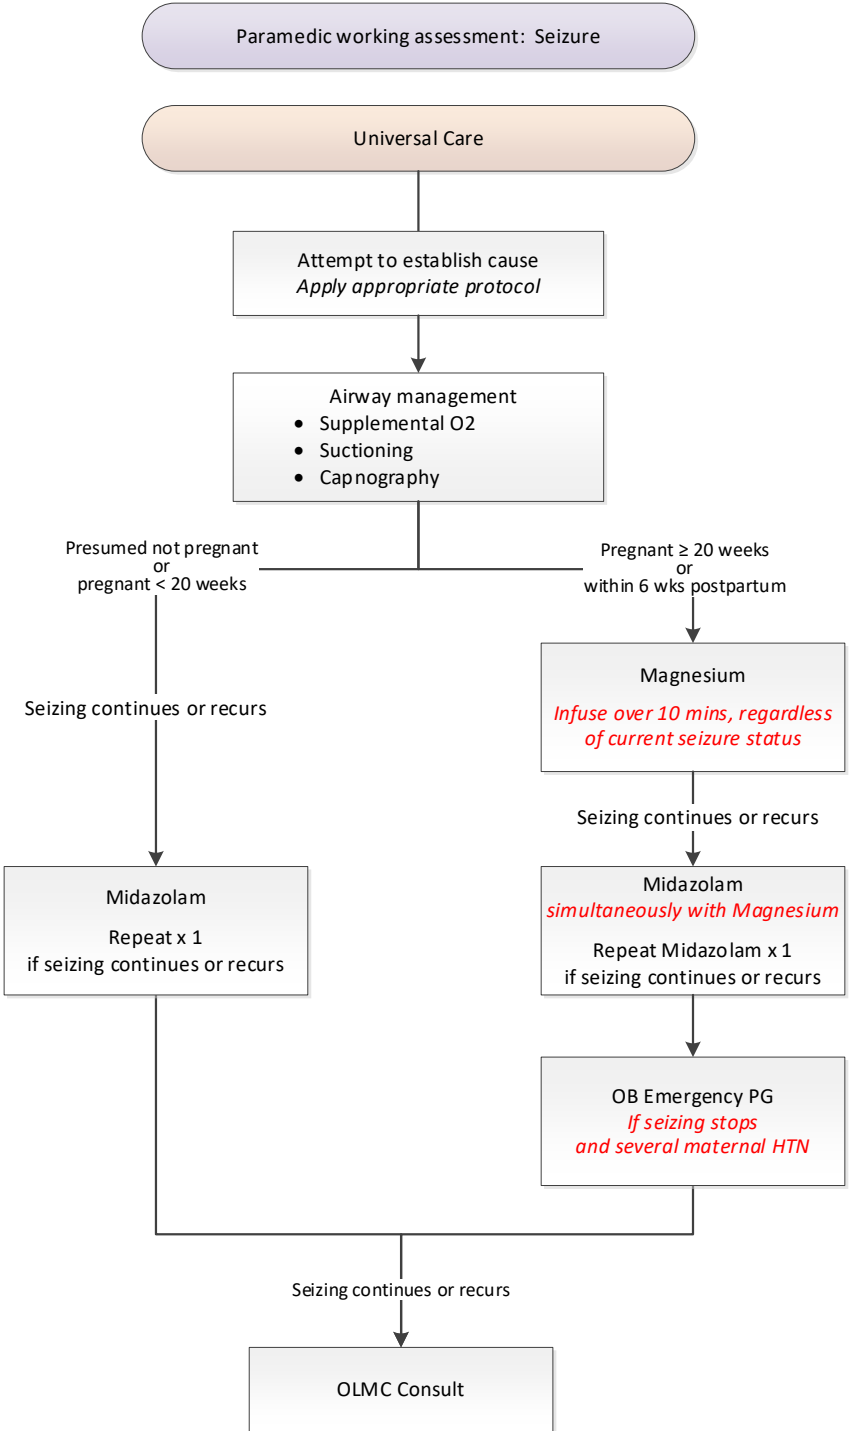 Paramedic working assessment:  Seizure
Universal Care
Attempt to establish cause
Apply appropriate protocol
Airway management
• Supplemental O2
• Suctioning
• Capnography
Presumed not pregnant
or
pregnant < 20 weeks
Pregnant ≥ 20 weeks
or
within 6 wks postpartum
Magnesium
Infuse over 10 mins, regardless
of current seizure status
Seizing continues or recurs
Seizing continues or recurs
Midazolam
Repeat x 1
if seizing continues or recurs
Midazolam
simultaneously with Magnesium
Repeat Midazolam x 1
if seizing continues or recurs
OB Emergency PG
If seizing stops
and several maternal HTN
Seizing continues or recurs
OLMC Consult